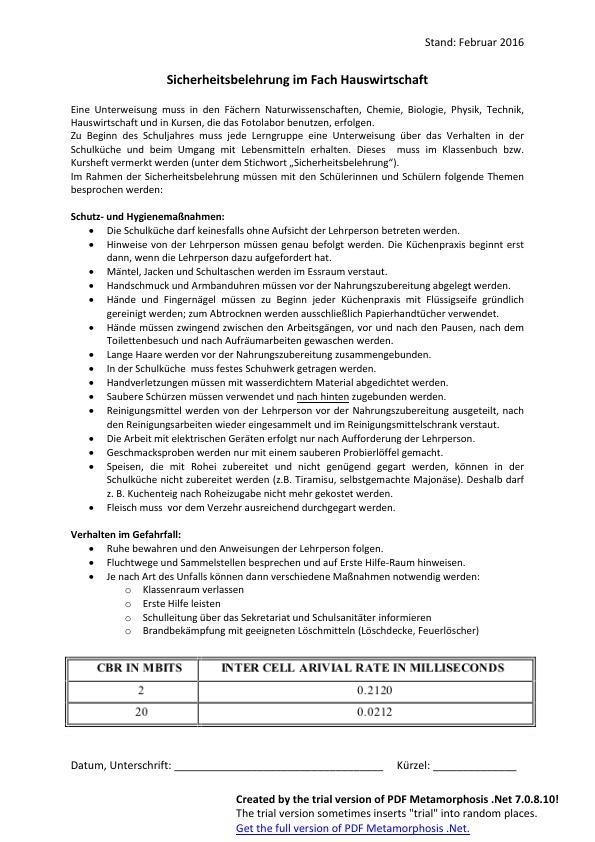 Stand: Februar 2016
Sicherheitsbelehrung im Fach Hauswirtschaft
Eine Unterweisung muss in den Fächern Naturwissenschaften, Chemie, Biologie, Physik, Technik,
Hauswirtschaft und in Kursen, die das Fotolabor benutzen, erfolgen.
Zu Beginn des Schuljahres muss jede Lerngruppe eine Unterweisung über das Verhalten in der
Schulküche und beim Umgang mit Lebensmitteln erhalten. Dieses muss im Klassenbuch bzw.
Kursheft vermerkt werden (unter dem Stichwort „Sicherheitsbelehrung“).
Im Rahmen der Sicherheitsbelehrung müssen mit den Schülerinnen und Schülern folgende Themen
besprochen werden:
Schutz- und Hygienemaßnahmen:
• Die Schulküche darf keinesfalls ohne Aufsicht der Lehrperson betreten werden.
• Hinweise von der Lehrperson müssen genau befolgt werden. Die Küchenpraxis beginnt erst
dann, wenn die Lehrperson dazu aufgefordert hat.
• Mäntel, Jacken und Schultaschen werden im Essraum verstaut.
• Handschmuck und Armbanduhren müssen vor der Nahrungszubereitung abgelegt werden.
• Hände und Fingernägel müssen zu Beginn jeder Küchenpraxis mit Flüssigseife gründlich
gereinigt werden; zum Abtrocknen werden ausschließlich Papierhandtücher verwendet.
• Hände müssen zwingend zwischen den Arbeitsgängen, vor und nach den Pausen, nach dem
Toilettenbesuch und nach Aufräumarbeiten gewaschen werden.
• Lange Haare werden vor der Nahrungszubereitung zusammengebunden.
• In der Schulküche muss festes Schuhwerk getragen werden.
• Handverletzungen müssen mit wasserdichtem Material abgedichtet werden.
• Saubere Schürzen müssen verwendet und nach hinten zugebunden werden.
• Reinigungsmittel werden von der Lehrperson vor der Nahrungszubereitung ausgeteilt, nach
den Reinigungsarbeiten wieder eingesammelt und im Reinigungsmittelschrank verstaut.
• Die Arbeit mit elektrischen Geräten erfolgt nur nach Aufforderung der Lehrperson.
• Geschmacksproben werden nur mit einem sauberen Probierlöffel gemacht.
• Speisen, die mit Rohei zubereitet und nicht genügend gegart werden, können in der
Schulküche nicht zubereitet werden (z.B. Tiramisu, selbstgemachte Majonäse). Deshalb darf
z. B. Kuchenteig nach Roheizugabe nicht mehr gekostet werden.
• Fleisch muss vor dem Verzehr ausreichend durchgegart werden.
Verhalten im Gefahrfall:
• Ruhe bewahren und den Anweisungen der Lehrperson folgen.
• Fluchtwege und Sammelstellen besprechen und auf Erste Hilfe-Raum hinweisen.
• Je nach Art des Unfalls können dann verschiedene Maßnahmen notwendig werden:
o Klassenraum verlassen
o Erste Hilfe leisten
o Schulleitung über das Sekretariat und Schulsanitäter informieren
o Brandbekämpfung mit geeigneten Löschmitteln (Löschdecke, Feuerlöscher)
CBR IN MBITS INTER CELL ARIVIAL RATE IN MILLISECONDS
2 0.2120
20 0.0212
Datum, Unterschrift: ___________________________________ Kürzel: ______________
Created by the trial version of PDF Metamorphosis .Net 7.0.8.10!
The trial version sometimes inserts "trial" into random places.
Get the full version of PDF Metamorphosis .Net.